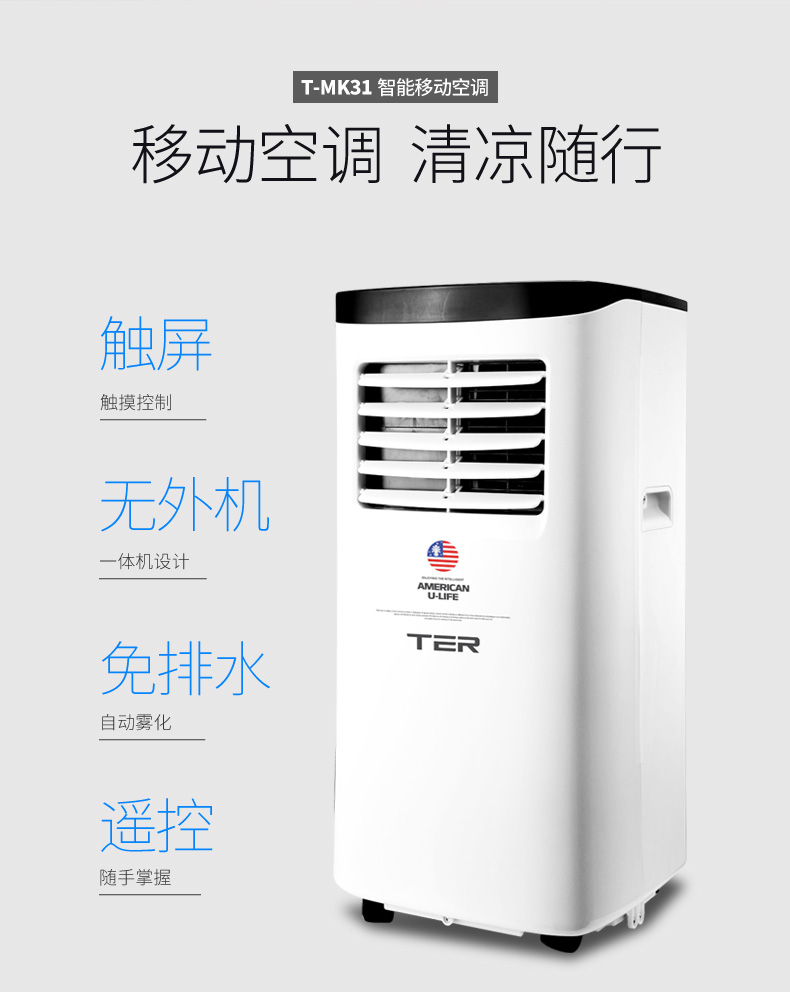 T-MK31 智能移动空调
移动空调 清凉随行
触屏
触摸控制
无外机
一体机设计
免排水
自动雾化
遥控
随手掌握
AMERICAN
U-LIFE
TER